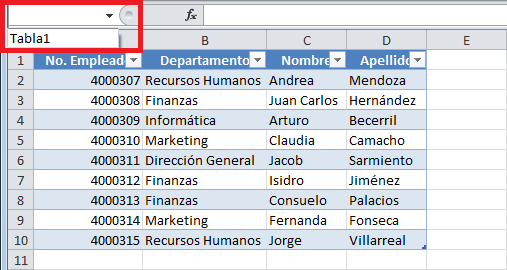 fx
Tabla1
B C D E
1 No. Emplead Departamento Nombre Apellido
2 4000307 Recursos Humanos Andrea Mendoza
3 4000308 Finanzas Juan Carlos Hernández
4 4000309 Informática Arturo Becerril
5 4000310 Marketing Claudia Camacho
6 4000311 Dirección General Jacob Sarmiento
7 4000312 Finanzas Isidro Jiménez
8 4000313 Finanzas Consuelo Palacios
9 4000314 Marketing Fernanda Fonseca
10 4000315 Recursos Humanos Jorge Villarreal
11